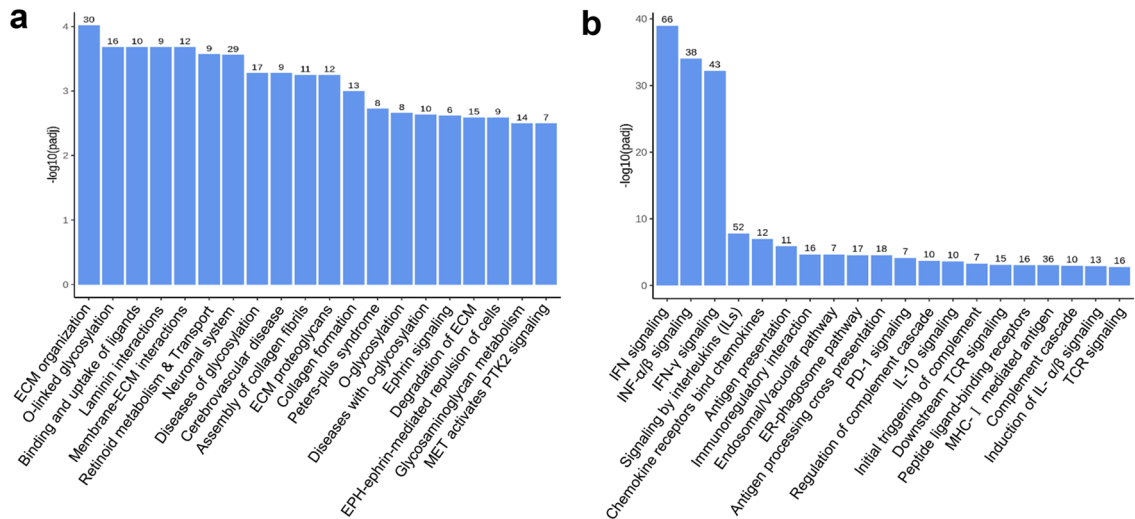 a
30
16
10
9
12
9
29
17
9
11
12
13
8
8
10
6
15
9
14
7
4
3
2
1
0
-log10(padj)
ECM organization
O-linked glycosylation
Binding and uptake of ligands
Laminin interactions
Membrane-ECM interactions
Retinoid metabolism & Transport
Neuronal system
Diseases of glycosylation
Cerebrovascular disease
Assembly of collagen fibrils
ECM proteoglycans
Collagen formation
Peters-plus syndrome
O-glycosylation
Diseases with o-glycosylation
Ephrin signaling
Degradation of ECM
EPH-ephrin-mediated repulsion of cells
Glycosaminoglycan metabolism
MET activates PTK2 signaling
b
66
38
43
52
12
11
16
7
17
18
7
10
10
7
15
16
36
10
13
16
40
30
20
10
0
-log10(padj)
IFN signaling
INF-α/β signaling
IFN-γ signaling
Signaling by interleukins (ILs)
Chemokine receptors bind chemokines
Antigen presentation
Immunoregulatory interaction
Endosomal/Vacuolar pathway
ER-phagosome pathway
Antigen processing cross presentation
PD-1 signaling
Regulation of complement cascade
IL-10 signaling
Initial triggering of complement
Downstream TCR signaling
Peptide ligand-binding receptors
MHC-Ⅰ mediated antigen
Complement cascade
Induction of IL- α/β signaling
TCR signaling